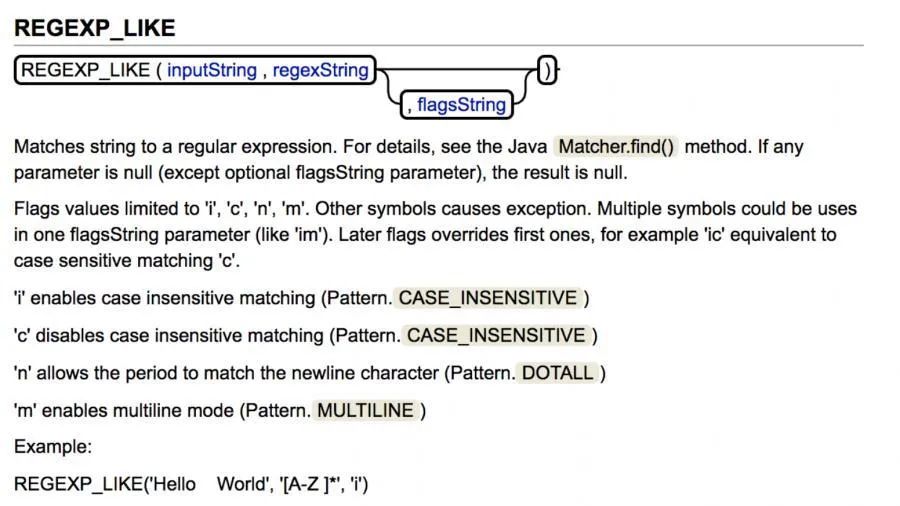 REGEXP_LIKE
REGEXP_LIKE ( inputString , regexString )
, flagsString
Matches string to a regular expression. For details, see the Java Matcher.find() method. If any
parameter is null (except optional flagsString parameter), the result is null.
Flags values limited to 'i', 'c', 'n', 'm'. Other symbols causes exception. Multiple symbols could be uses
in one flagsString parameter (like 'im'). Later flags overrides first ones, for example 'ic' equivalent to
case sensitive matching 'c'.
'i' enables case insensitive matching (Pattern. CASE_INSENSITIVE )
'c' disables case insensitive matching (Pattern. CASE_INSENSITIVE )
'n' allows the period to match the newline character (Pattern. DOTALL )
'm' enables multiline mode (Pattern. MULTILINE )
Example:
REGEXP_LIKE('Hello    World', '[A-Z ]*', 'i')